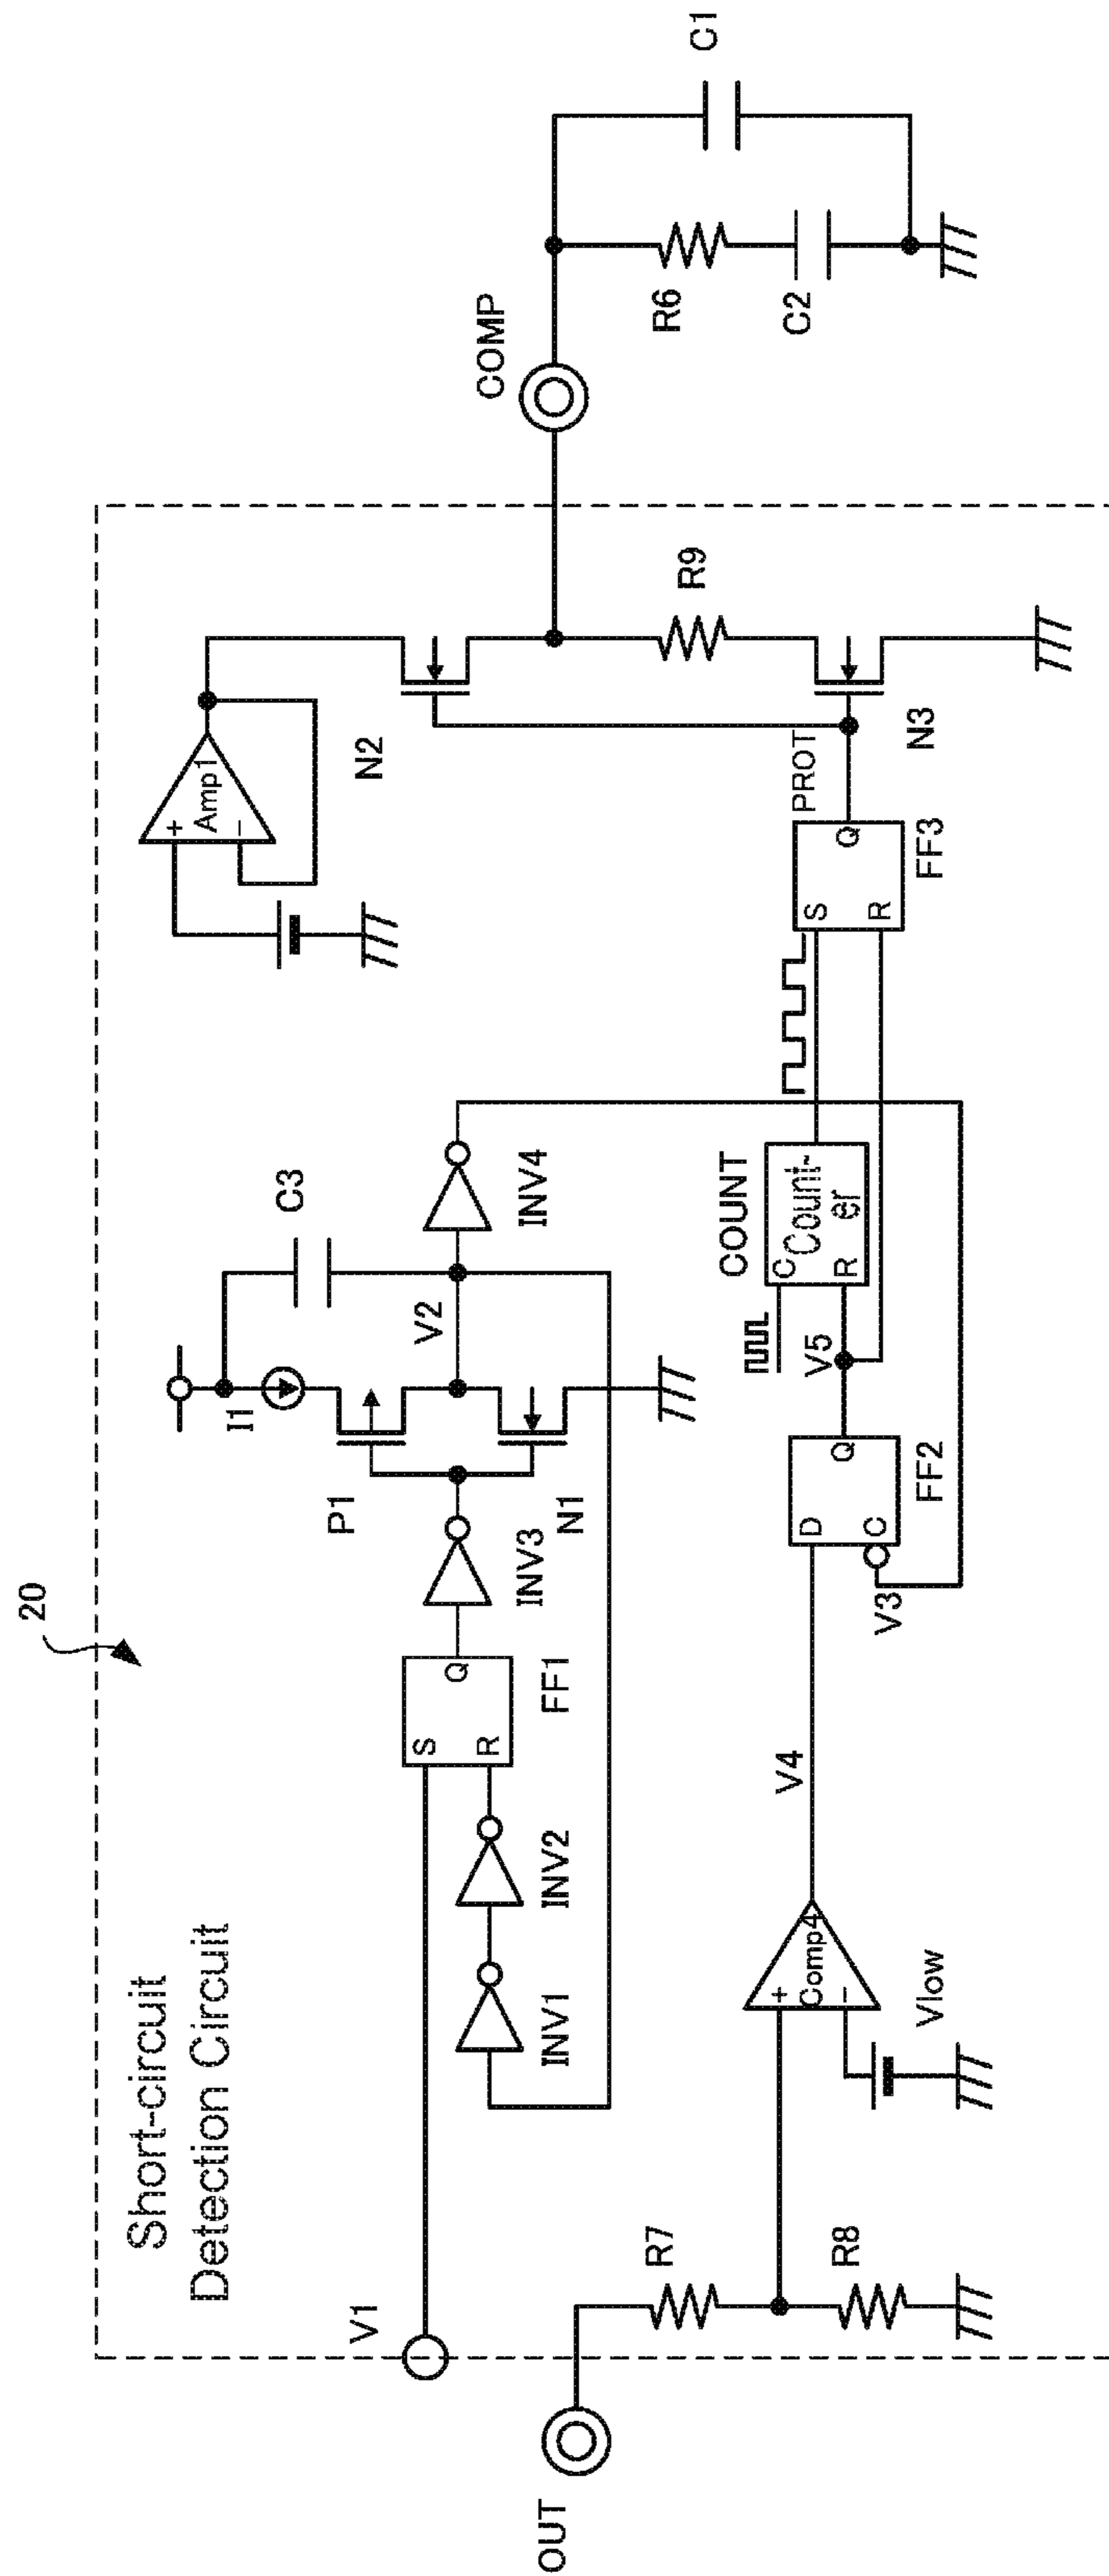 20
Short-circuit
Detection Circuit
V1
OUT
R7
R8
Vlow
+
−
Comp4
V4
INV1
INV2
S
R
Q
FF1
INV3
P1
N1
I1
V2
C3
INV4
V3
D
C
Q
FF2
V5
COUNT
C
R
Count-
er
S
R
Q
FF3
PROT
+
−
Amp1
N2
N3
R9
COMP
R6
C2
C1